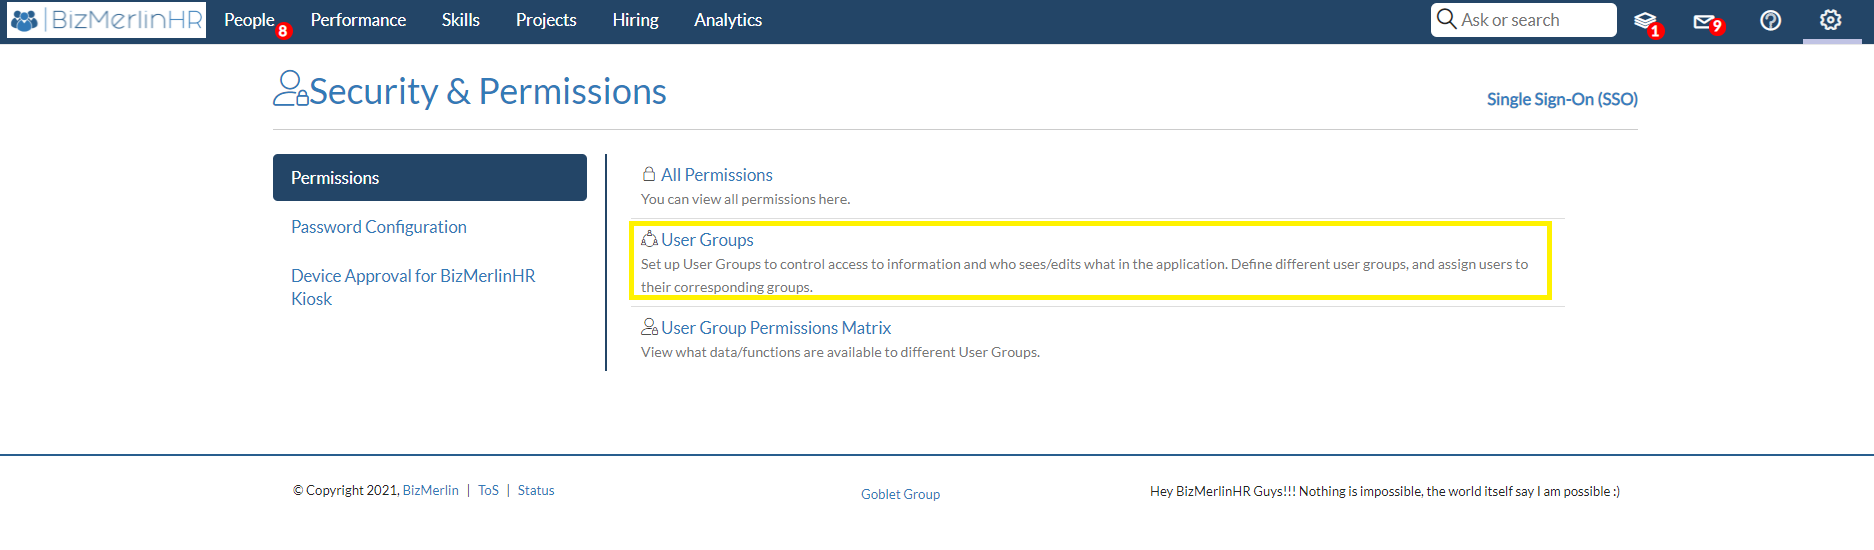 BizMerlinHR People 8 Performance Skills Projects Hiring Analytics Ask or search 1 9
Security & Permissions
Single Sign-On (SSO)
Permissions
Password Configuration
Device Approval for BizMerlinHR
Kiosk
All Permissions
You can view all permissions here.
User Groups
Set up User Groups to control access to information and who sees/edits what in the application. Define different user groups, and assign users to
their corresponding groups.
User Group Permissions Matrix
View what data/functions are available to different User Groups.
© Copyright 2021, BizMerlin | ToS | Status
Goblet Group
Hey BizMerlinHR Guys!!! Nothing is impossible, the world itself say I am possible :)